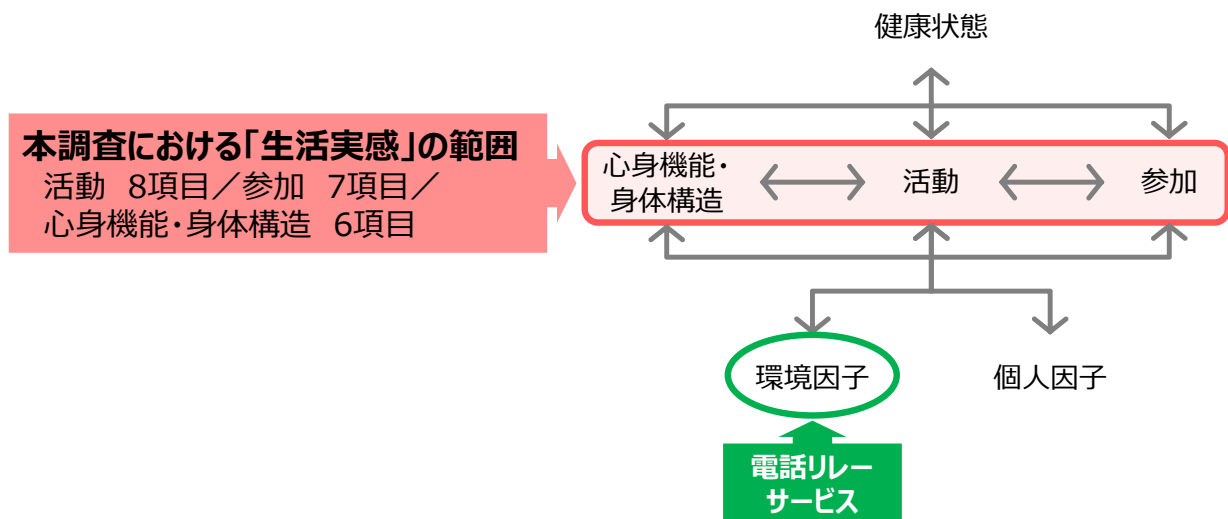 健康状態
本調査における「生活実感」の範囲
活動 8項目／参加 7項目／
心身機能・身体構造 6項目
心身機能・
身体構造
活動
参加
環境因子
個人因子
電話リレー
サービス